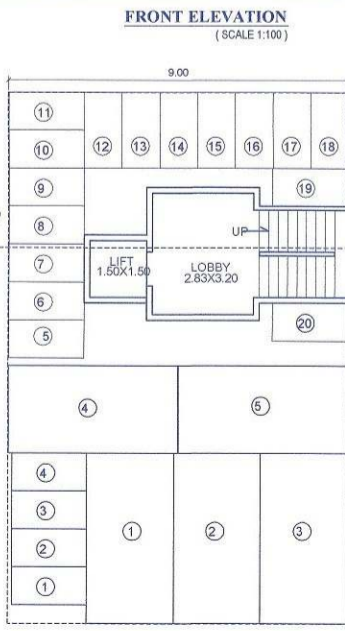 FRONT ELEVATION
( SCALE 1:100 )
9.00
11
10 12 13 14 15 16 17 18
9 19
8
UP
7 LIFT LOBBY
1.50X1.50 2.83X3.20
6
5 20
4 5
4
3 1 2 3
2
1